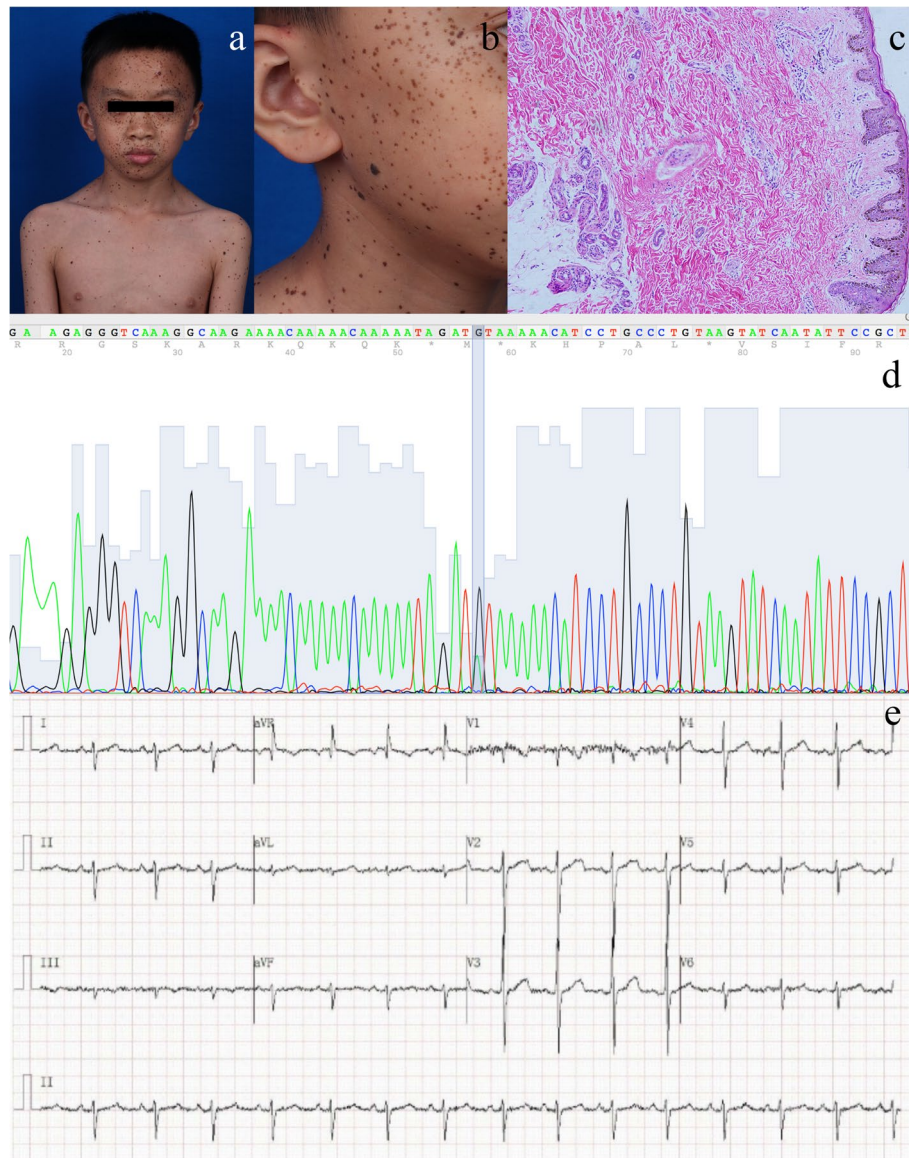 a b c
GA AGAGGGTCAAAGGCAAGAAAACAAAAACAAAAATAGATGTAAAAACATCCTGCCCTGTAAGTATCAATATTCCGCT
R R G S K A R K Q K Q K * M * K H P A L * V S I F R
20 30 40 50 60 70 80 90
d
e
I aVR V1 V4
II aVL V2 V5
III aVF V3 V6
II